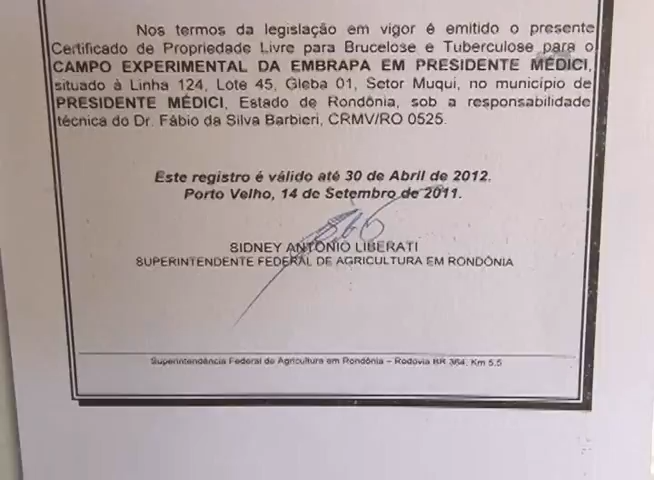 Nos termos da legislação em vigor é emitido o presente
Certificado de Propriedade Livre para Brucelose e Tuberculose para o
CAMPO EXPERIMENTAL DA EMBRAPA EM PRESIDENTE MÉDICI,
situado à Linha 124, Lote 45, Gleba 01, Setor Muqui, no município de
PRESIDENTE MÉDICI, Estado de Rondônia, sob a responsabilidade
técnica do Dr. Fábio da Silva Barbieri, CRMV/RO 0525.
Este registro é válido até 30 de Abril de 2012.
Porto Velho, 14 de Setembro de 2011.
SIDNEY ANTONIO LIBERATI
SUPERINTENDENTE FEDERAL DE AGRICULTURA EM RONDÔNIA
Superintendência Federal de Agricultura em Rondônia – Rodovia BR 364, Km 5.5